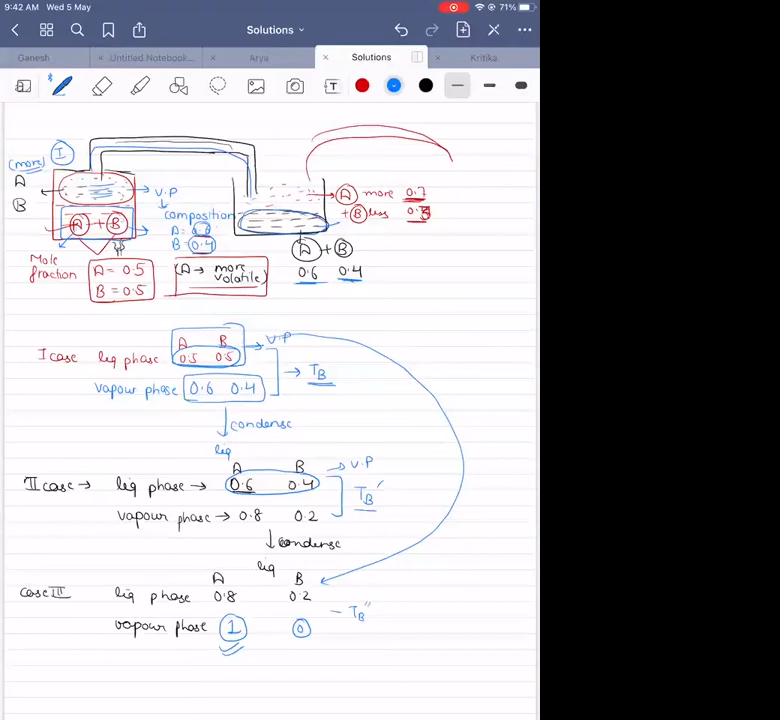 9:42 AM Wed 5 May
71%
Solutions
Ganesh
Untitled Notebook...
Arya
Solutions
Kritika
(more) I
A
B
V.P
composition
A = 0.6
B = 0.4
A + B
Mole fraction
A = 0.5
B = 0.5
(A → more volatile)
A more 0.7
+ B less
A + B
0.6 0.4
A B
I case liq phase 0.5 0.5 → V.P
vapour phase 0.6 0.4 → TB
condense
liq
A B → V.P
II case → liq phase → 0.6 0.4
TB'
vapour phase → 0.8 0.2
condense
liq
A B
case III liq phase 0.8 0.2
- TB''
vapour phase 1 0